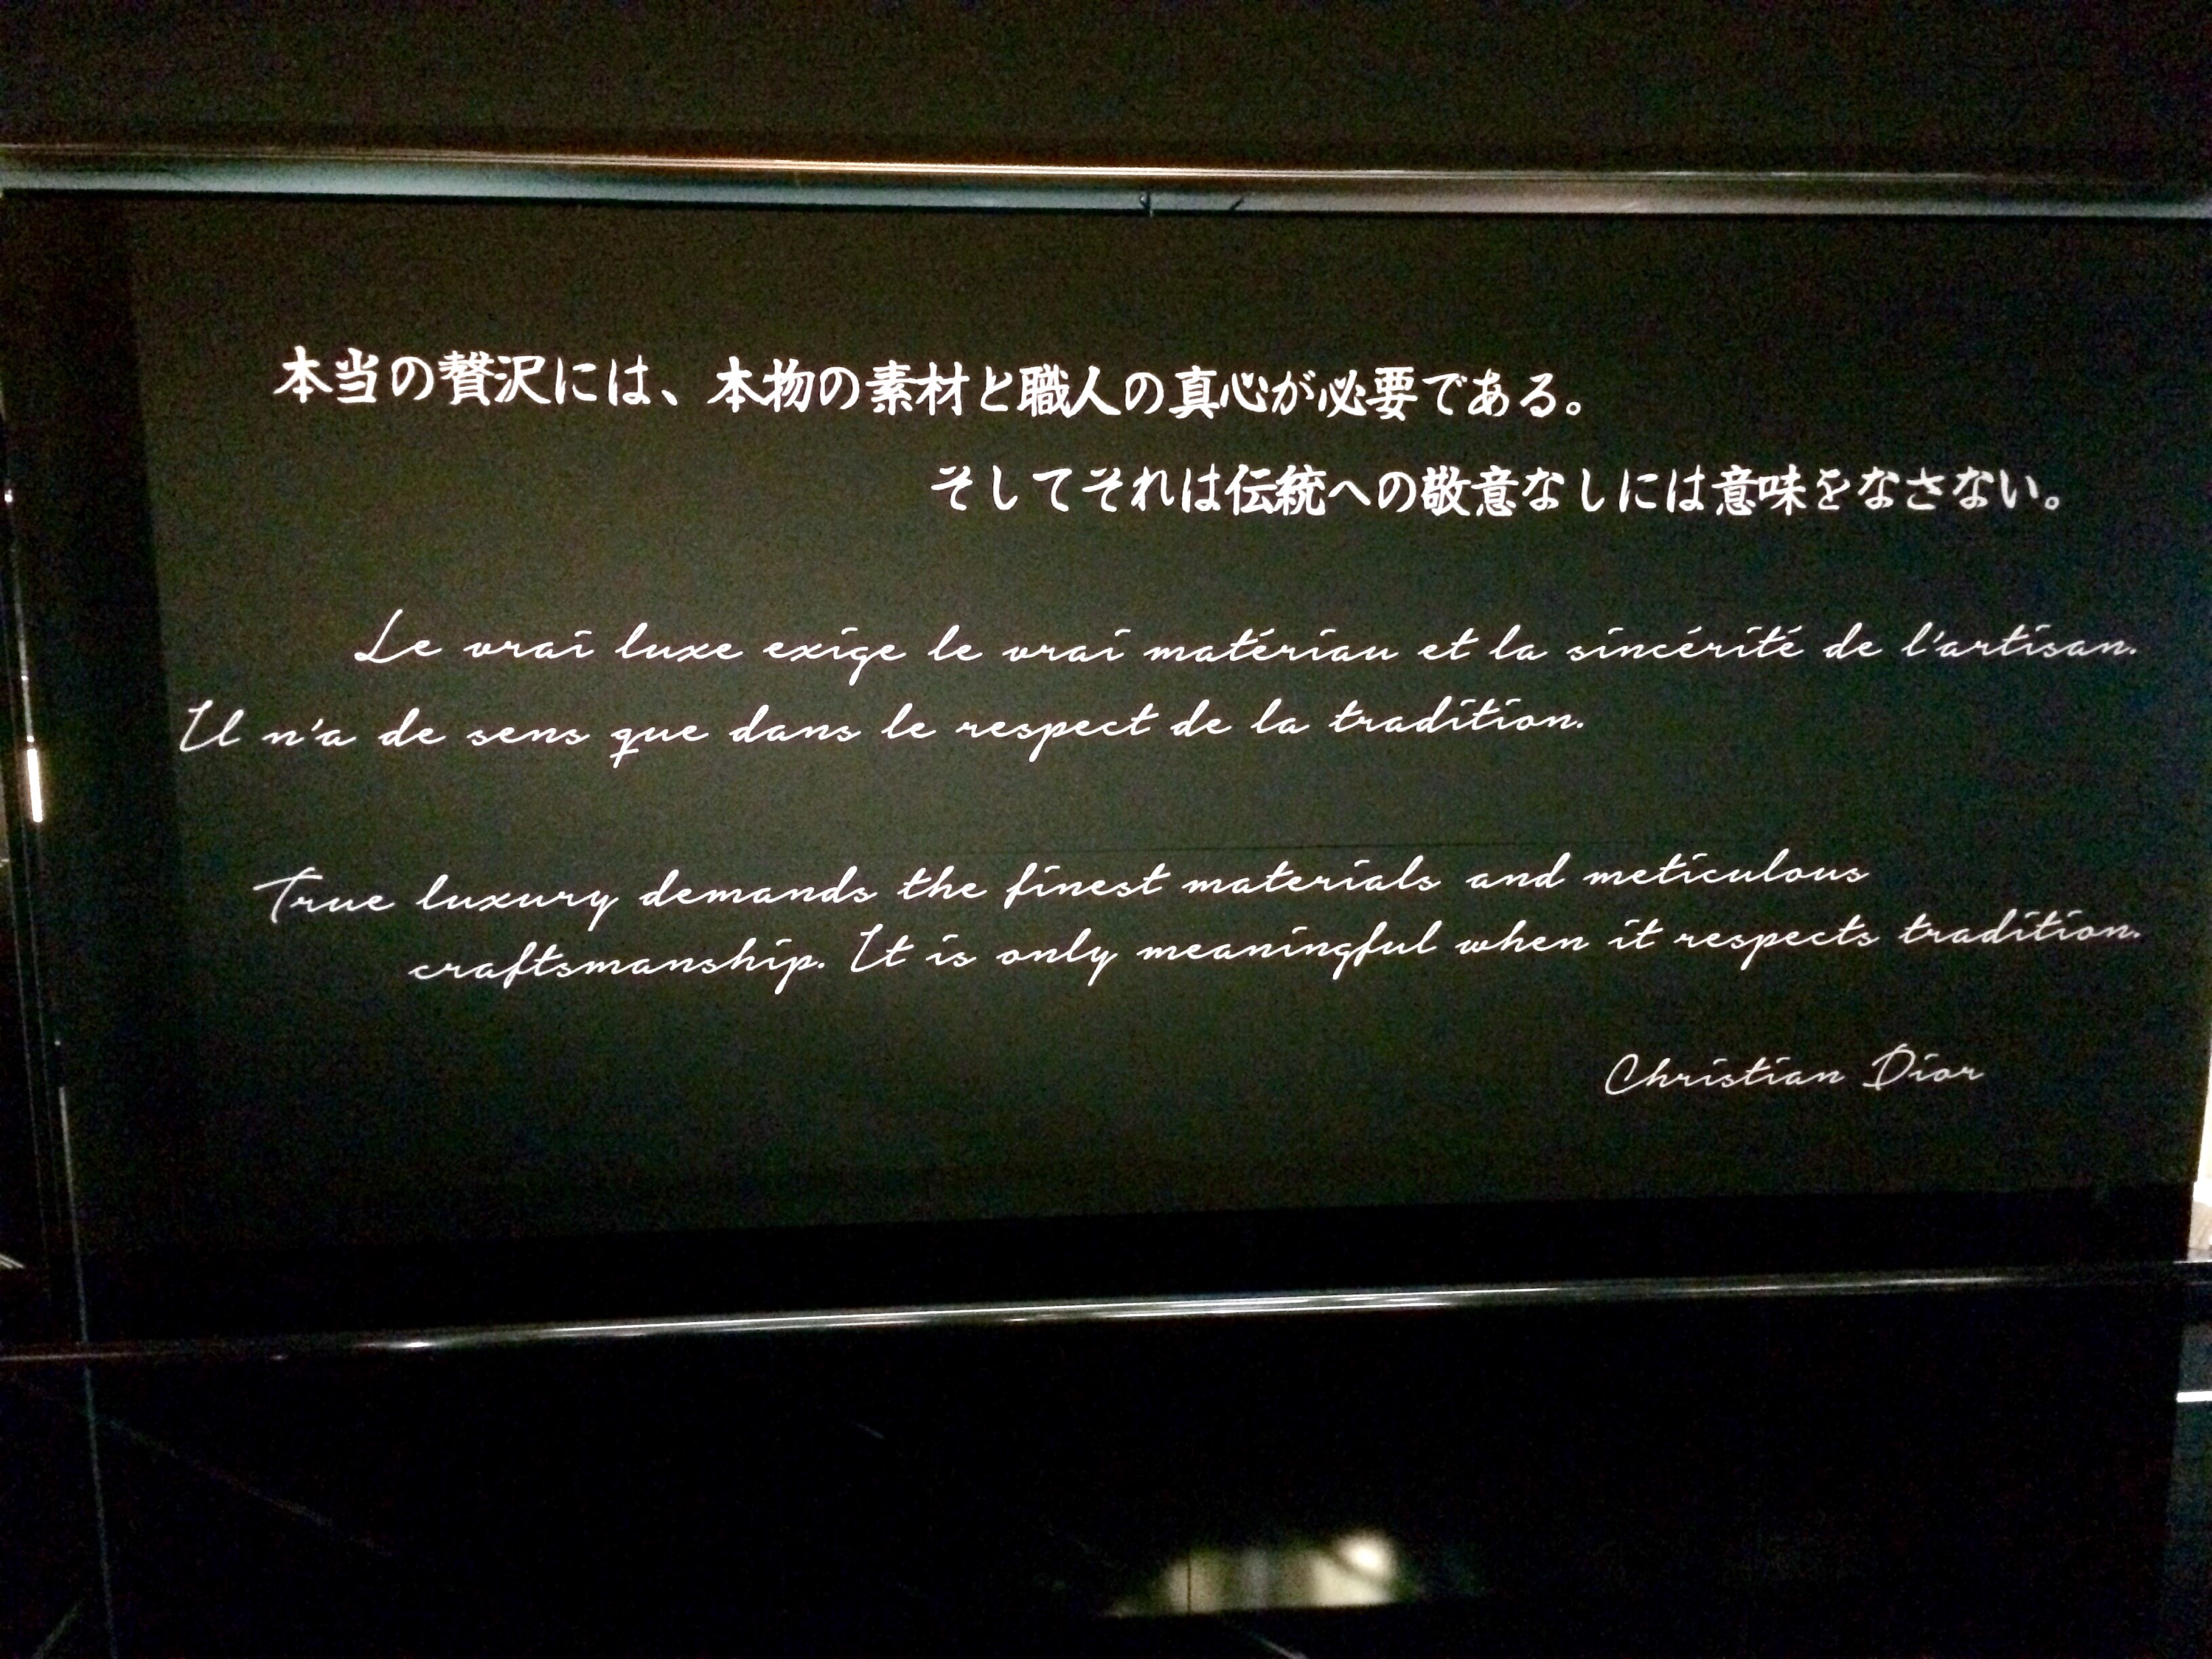 本当の贅沢には、本物の素材と職人の真心が必要である。
そしてそれは伝統への敬意なしには意味をなさない。
Le vrai luxe exige le vrai matériau et la sincérité de l'artisan.
Il n'a de sens que dans le respect de la tradition.
True luxury demands the finest materials and meticulous
craftsmanship. It is only meaningful when it respects tradition.
Christian Dior